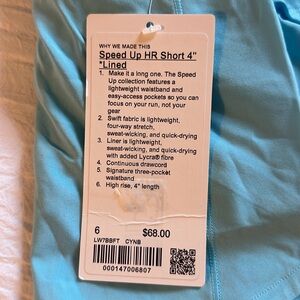 WHY WE MADE THIS
Speed Up HR Short 4"
*Lined
1. Make it a long one. The Speed
Up collection features a
lightweight waistband and
easy-access pockets so you can
focus on your run, not your
gear
2. Swift fabric is lightweight,
four-way stretch,
sweat-wicking, and quick-drying
3. Liner is lightweight,
sweat-wicking, and quick-drying
with added Lycra® fibre
4. Continuous drawcord
5. Signature three-pocket
waistband
6. High rise, 4" length
6 $68.00
LW7BBFT CYNB
000147006807